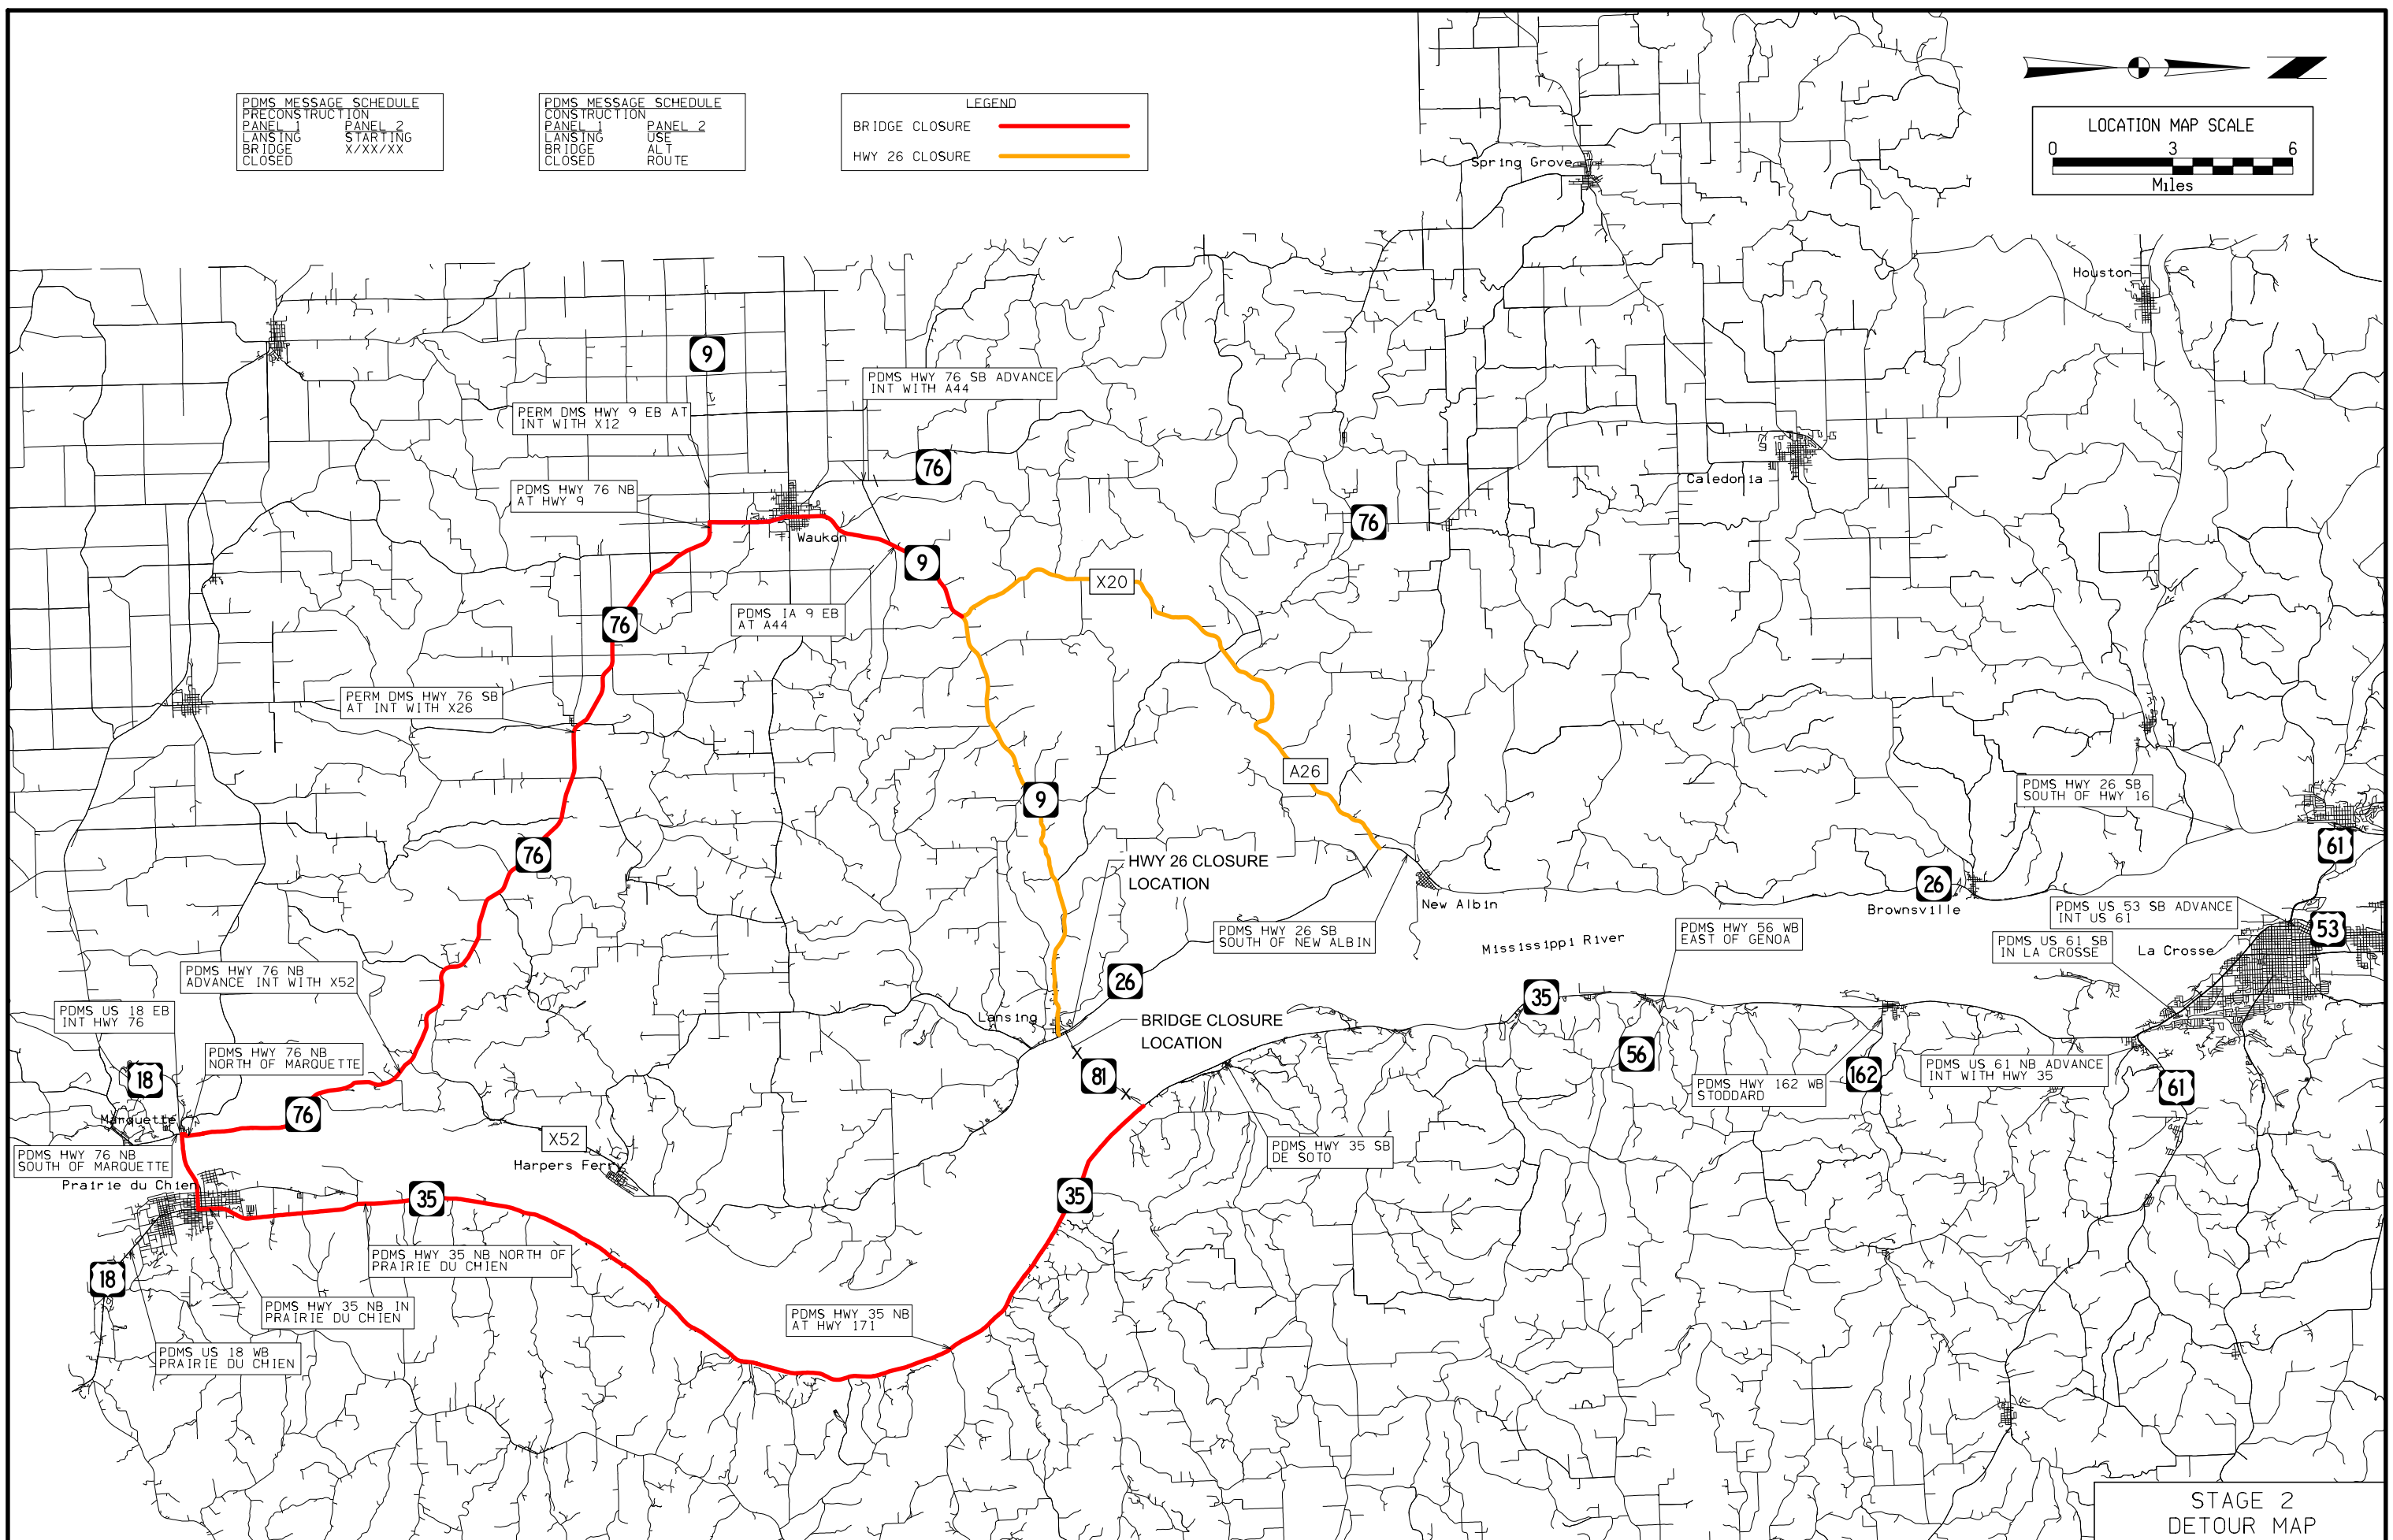 PDMS MESSAGE SCHEDULE
PRECONSTRUCTION
PANEL 1 PANEL 2
LANSING STARTING
BRIDGE X/XX/XX
CLOSED
PDMS MESSAGE SCHEDULE
CONSTRUCTION
PANEL 1 PANEL 2
LANSING USE
BRIDGE ALT
CLOSED ROUTE
LEGEND
BRIDGE CLOSURE
HWY 26 CLOSURE
LOCATION MAP SCALE
0 3 6
Miles
Spring Grove
Houston
9
PDMS HWY 76 SB ADVANCE
INT WITH A44
PERM DMS HWY 9 EB AT
INT WITH X12
76
PDMS HWY 76 NB
AT HWY 9
Caledonia
76
Waukon
9
X20
PDMS IA 9 EB
AT A44
76
PERM DMS HWY 76 SB
AT INT WITH X26
A26
PDMS HWY 26 SB
SOUTH OF HWY 16
9
61
76
HWY 26 CLOSURE
LOCATION
26
New Albin
Brownsville
PDMS US 53 SB ADVANCE
INT US 61
53
PDMS HWY 26 SB
SOUTH OF NEW ALBIN
Mississippi River
PDMS HWY 56 WB
EAST OF GENOA
PDMS US 61 SB
IN LA CROSSE
La Crosse
PDMS HWY 76 NB
ADVANCE INT WITH X52
26
35
PDMS US 18 EB
INT HWY 76
Lansing
BRIDGE CLOSURE
LOCATION
PDMS HWY 76 NB
NORTH OF MARQUETTE
56
18
81
162
PDMS US 61 NB ADVANCE
INT WITH HWY 35
PDMS HWY 162 WB
STODDARD
61
76
Marquette
X52
PDMS HWY 76 NB
SOUTH OF MARQUETTE
PDMS HWY 35 SB
DE SOTO
Harpers Ferry
Prairie du Chien
35
35
PDMS HWY 35 NB NORTH OF
PRAIRIE DU CHIEN
18
PDMS HWY 35 NB IN
PRAIRIE DU CHIEN
PDMS HWY 35 NB
AT HWY 171
PDMS US 18 WB
PRAIRIE DU CHIEN
STAGE 2
DETOUR MAP